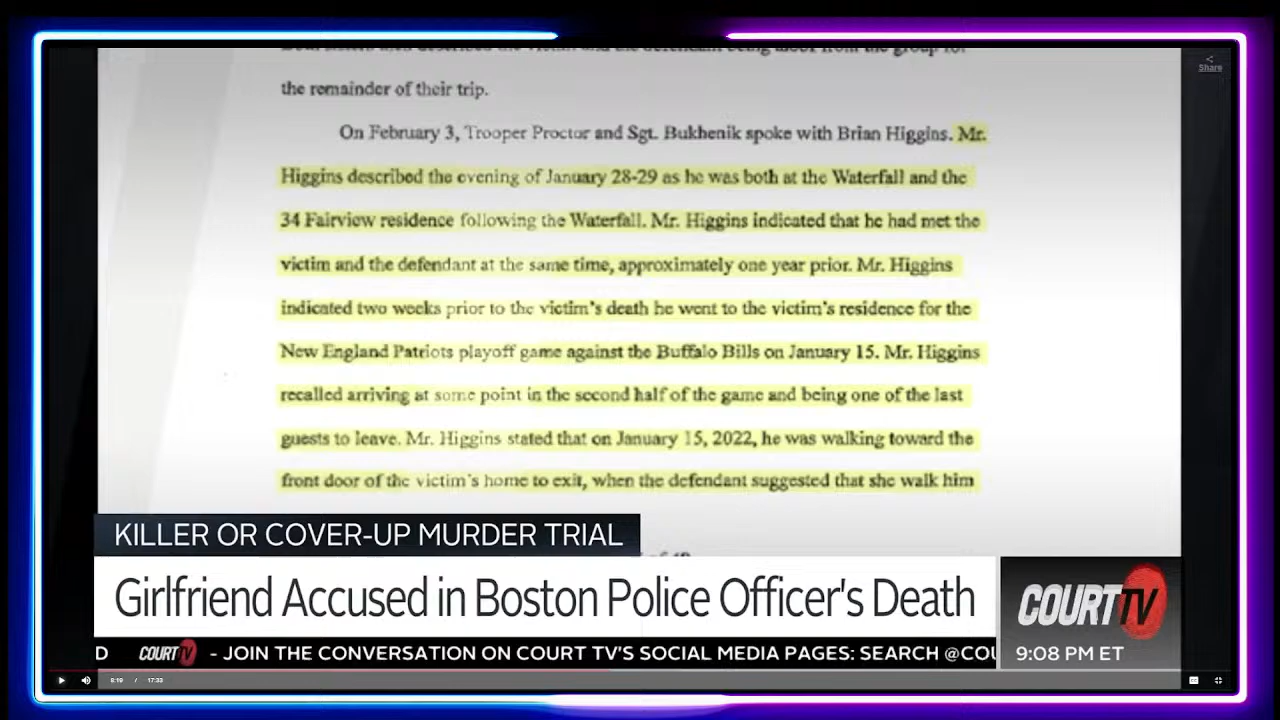 Share
the remainder of their trip.
On February 3, Trooper Proctor and Sgt. Bukhenik spoke with Brian Higgins. Mr.
Higgins described the evening of January 28-29 as he was both at the Waterfall and the
34 Fairview residence following the Waterfall. Mr. Higgins indicated that he had met the
victim and the defendant at the same time, approximately one year prior. Mr. Higgins
indicated two weeks prior to the victim's death he went to the victim's residence for the
New England Patriots playoff game against the Buffalo Bills on January 15. Mr. Higgins
recalled arriving at some point in the second half of the game and being one of the last
guests to leave. Mr. Higgins stated that on January 15, 2022, he was walking toward the
front door of the victim's home to exit, when the defendant suggested that she walk him
KILLER OR COVER-UP MURDER TRIAL
Girlfriend Accused in Boston Police Officer's Death
COURT TV
D COURT TV - JOIN THE CONVERSATION ON COURT TV'S SOCIAL MEDIA PAGES: SEARCH @COU
9:08 PM ET
8:19 / 17:33